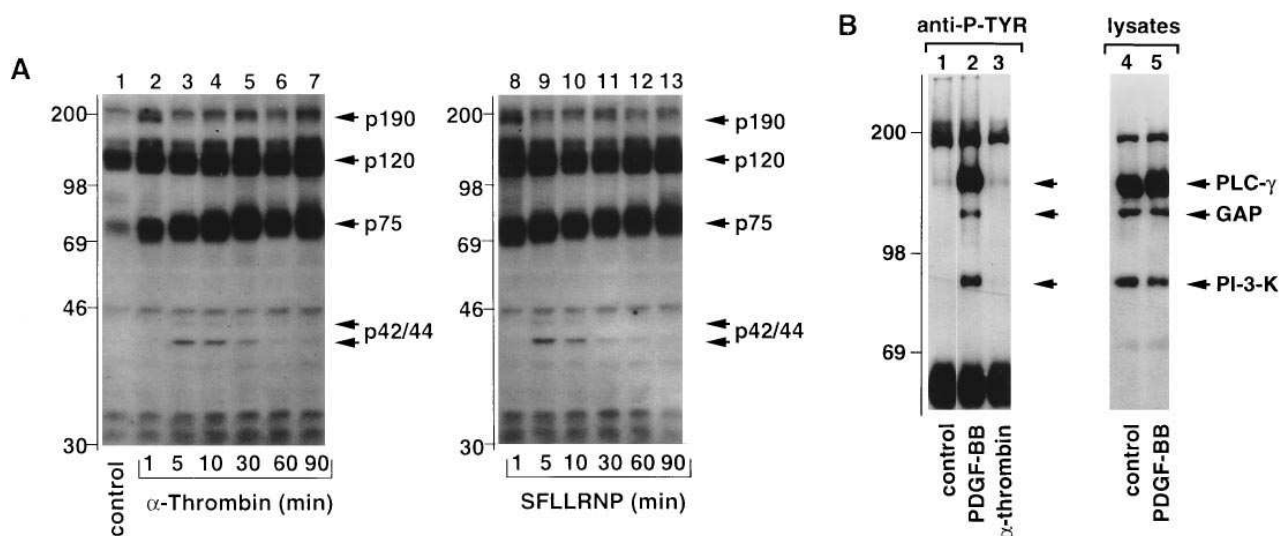 A
1 2 3 4 5 6 7
200
98
69
46
30
p190
p120
p75
p42/44
control
1 5 10 30 60 90
α-Thrombin (min)
8 9 10 11 12 13
200
98
69
46
30
p190
p120
p75
p42/44
1 5 10 30 60 90
SFLLRNP (min)
B
anti-P-TYR
1 2 3
200
98
69
control
PDGF-BB
α-thrombin
lysates
4 5
PLC-γ
GAP
PI-3-K
control
PDGF-BB